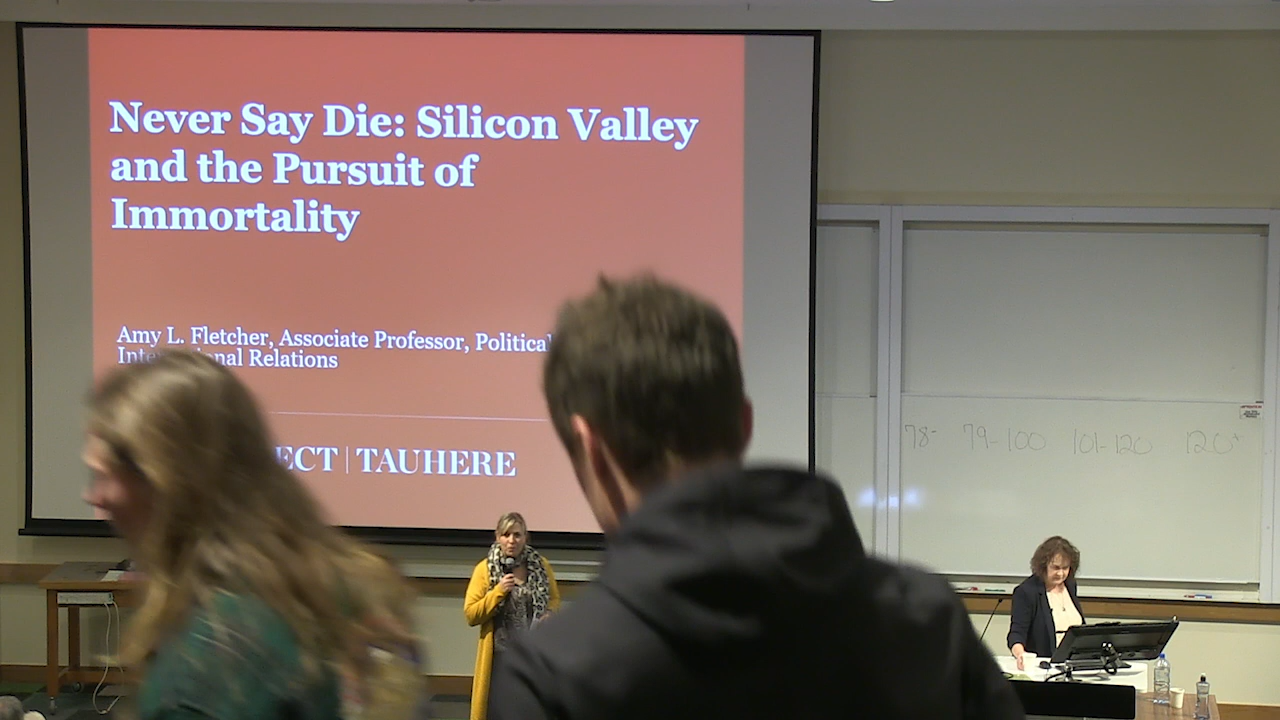 Never Say Die: Silicon Valley
and the Pursuit of
Immortality
Amy L. Fletcher, Associate Professor, Political
Relations
TAUHERE
78- 79-100 101-120 120+